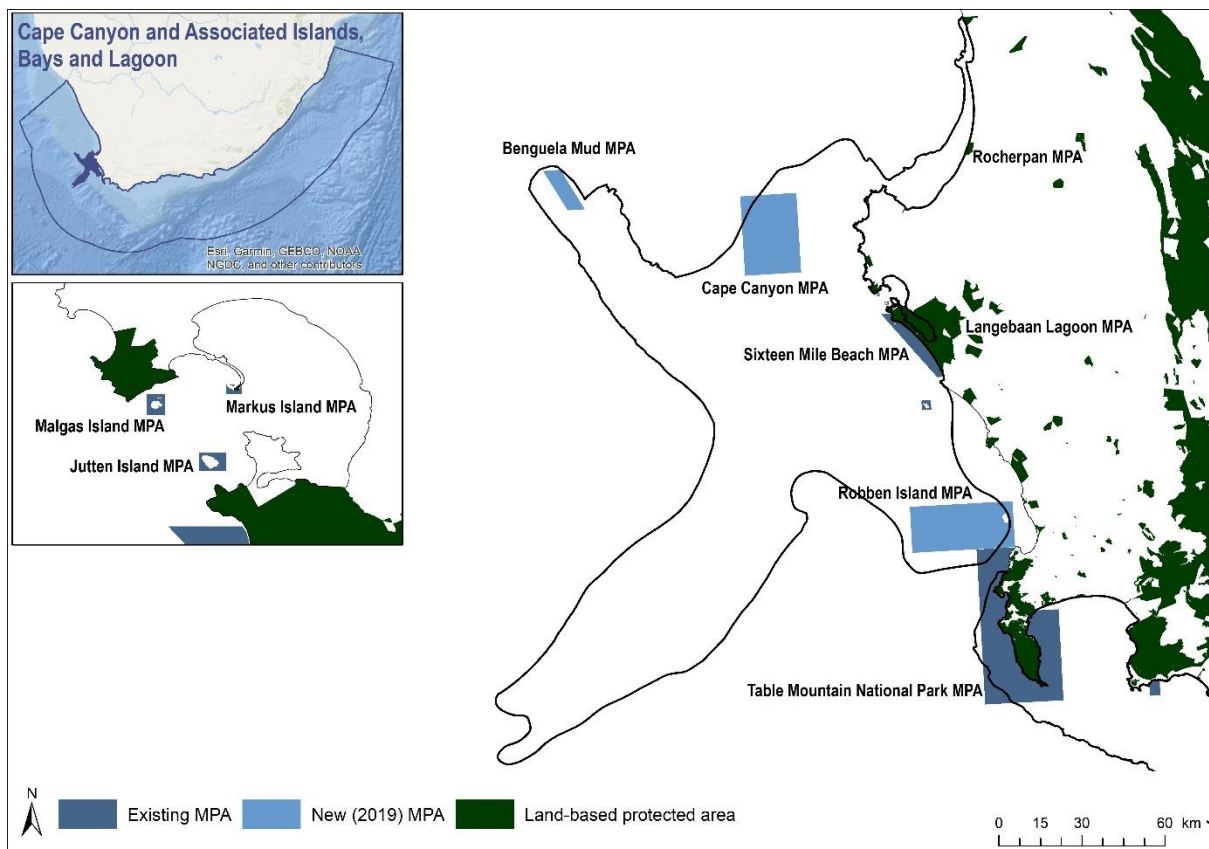 Cape Canyon and Associated Islands,
Bays and Lagoon
Esri, Garmin, GEBCO, NOAA
NGDC, and other contributors
Malgas Island MPA
Markus Island MPA
Jutten Island MPA
Benguela Mud MPA
Rocherpan MPA
Cape Canyon MPA
Langebaan Lagoon MPA
Sixteen Mile Beach MPA
Robben Island MPA
Table Mountain National Park MPA
N
Existing MPA
New (2019) MPA
Land-based protected area
0 15 30 60 km